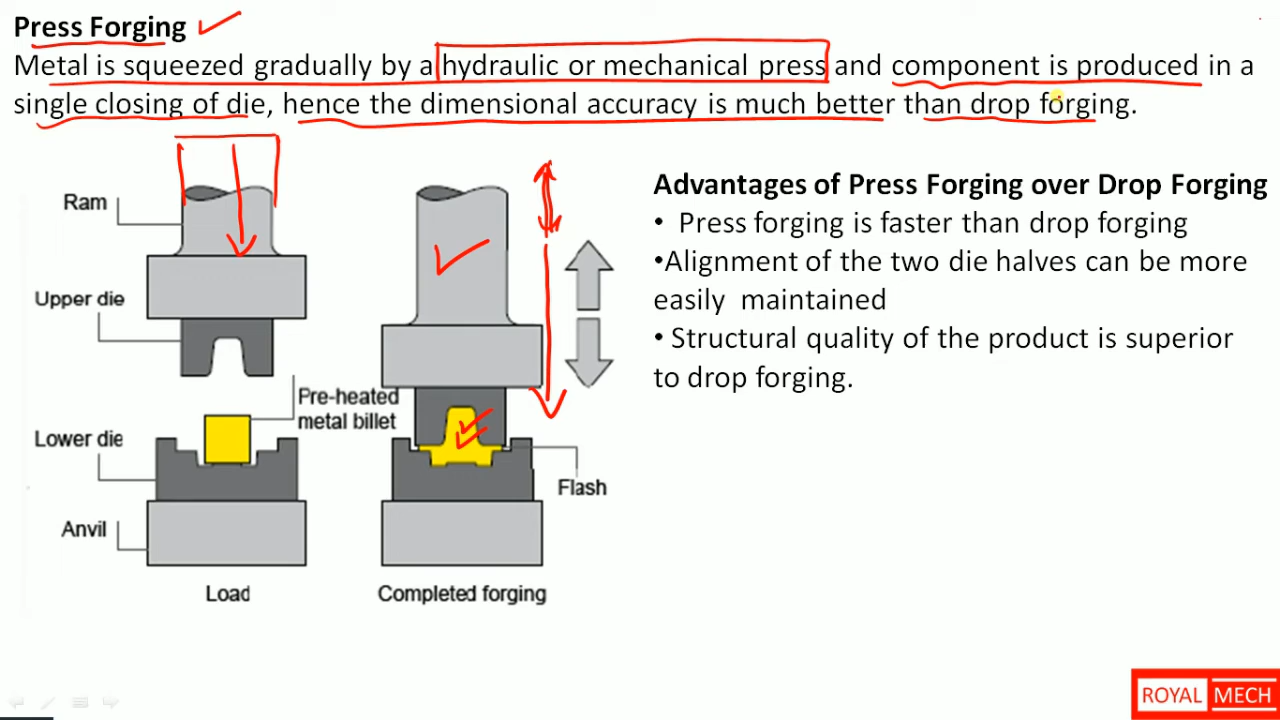 Press Forging
Metal is squeezed gradually by a hydraulic or mechanical press and component is produced in a
single closing of die, hence the dimensional accuracy is much better than drop forging.
Ram
Upper die
Pre-heated
metal billet
Lower die
Anvil
Load
Flash
Completed forging
Advantages of Press Forging over Drop Forging
• Press forging is faster than drop forging
•Alignment of the two die halves can be more
easily maintained
• Structural quality of the product is superior
to drop forging.
ROYAL MECH